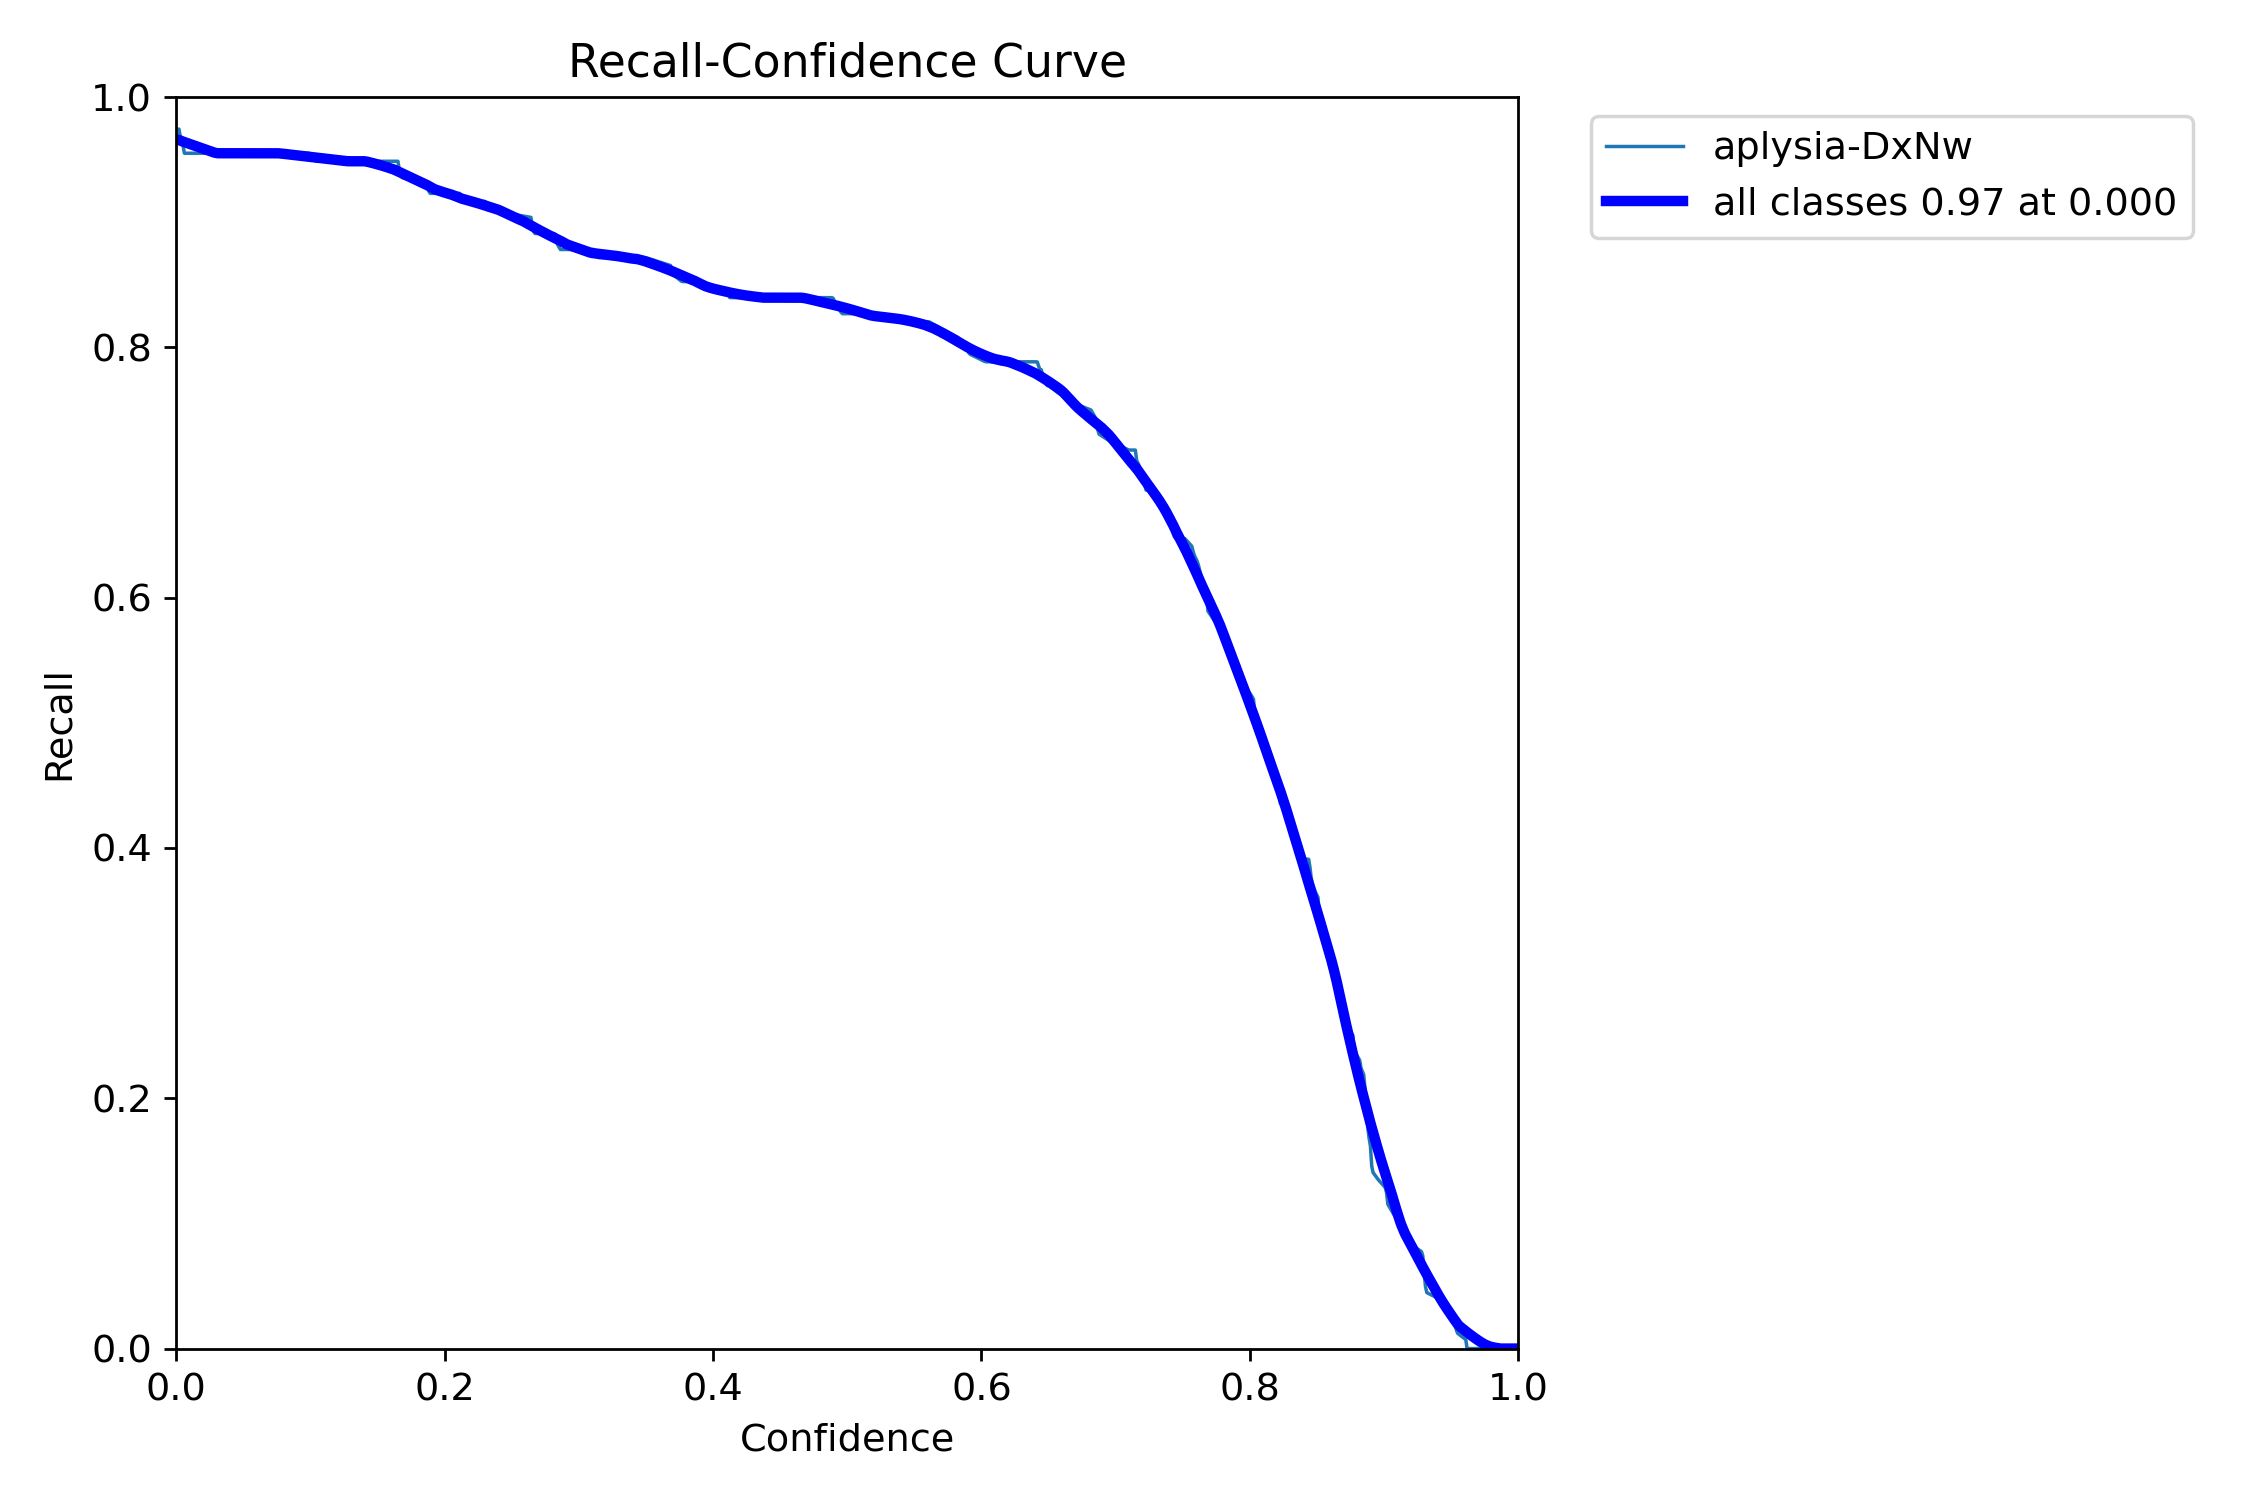 Recall-Confidence Curve
1.0
0.8
0.6
0.4
0.2
0.0
Recall
0.0 0.2 0.4 0.6 0.8 1.0
Confidence
aplysia-DxNw
all classes 0.97 at 0.000